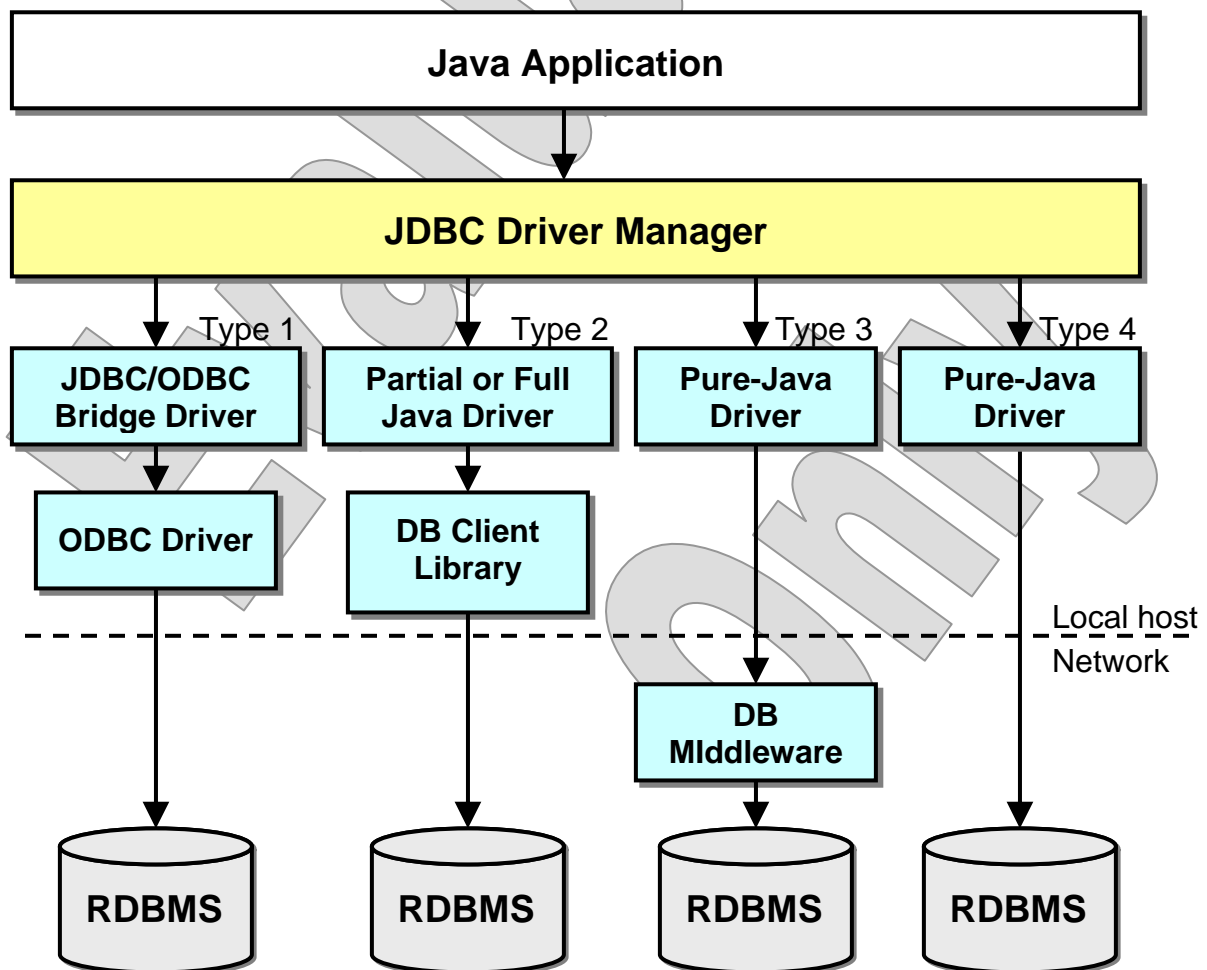 Java Application
JDBC Driver Manager
Type 1
Type 2
Type 3
Type 4
JDBC/ODBC
Bridge Driver
Partial or Full
Java Driver
Pure-Java
Driver
Pure-Java
Driver
ODBC Driver
DB Client
Library
Local host
Network
DB
MIddleware
RDBMS
RDBMS
RDBMS
RDBMS